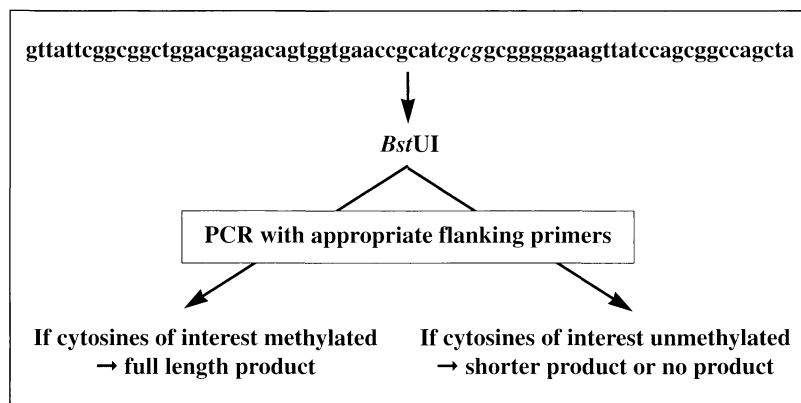 gttattcggcggctggacgagacagtggtgaaccgcatcgcggcgggggaagttatccagcggccagcta
BstUI
PCR with appropriate flanking primers
If cytosines of interest methylated
→ full length product
If cytosines of interest unmethylated
→ shorter product or no product